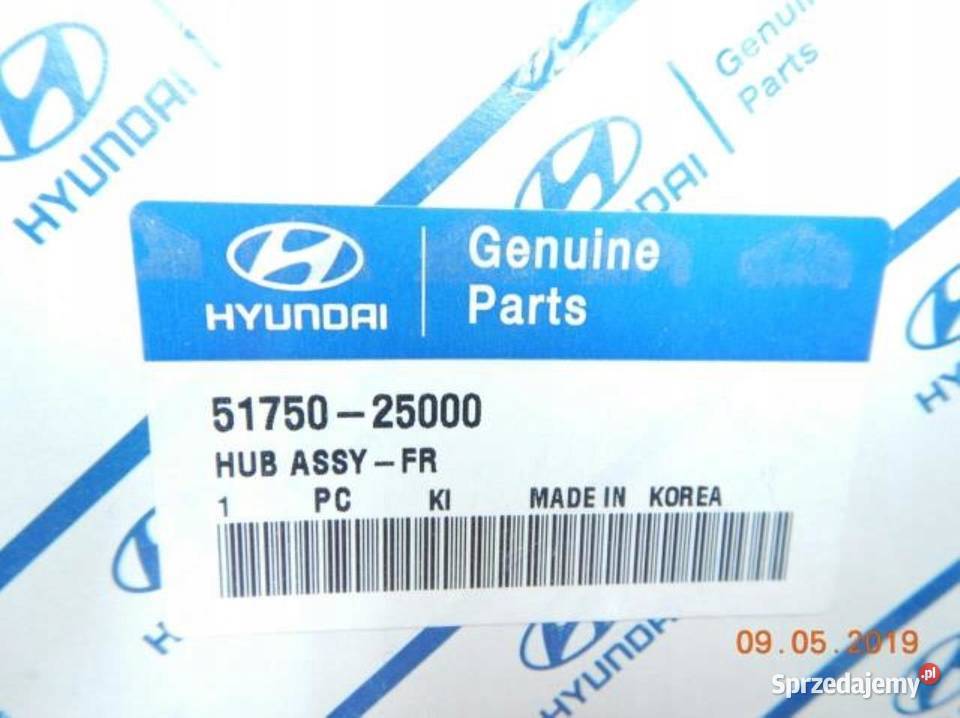 HYUNDAI
Genuine
Parts
HYUNDAI
HYUNDAI
Genuine
Parts
51750-25000
HUB ASSY-FR
1 PC KI MADE IN KOREA
HYUNDAI
09.05.2019
Sprzedajemy.pl